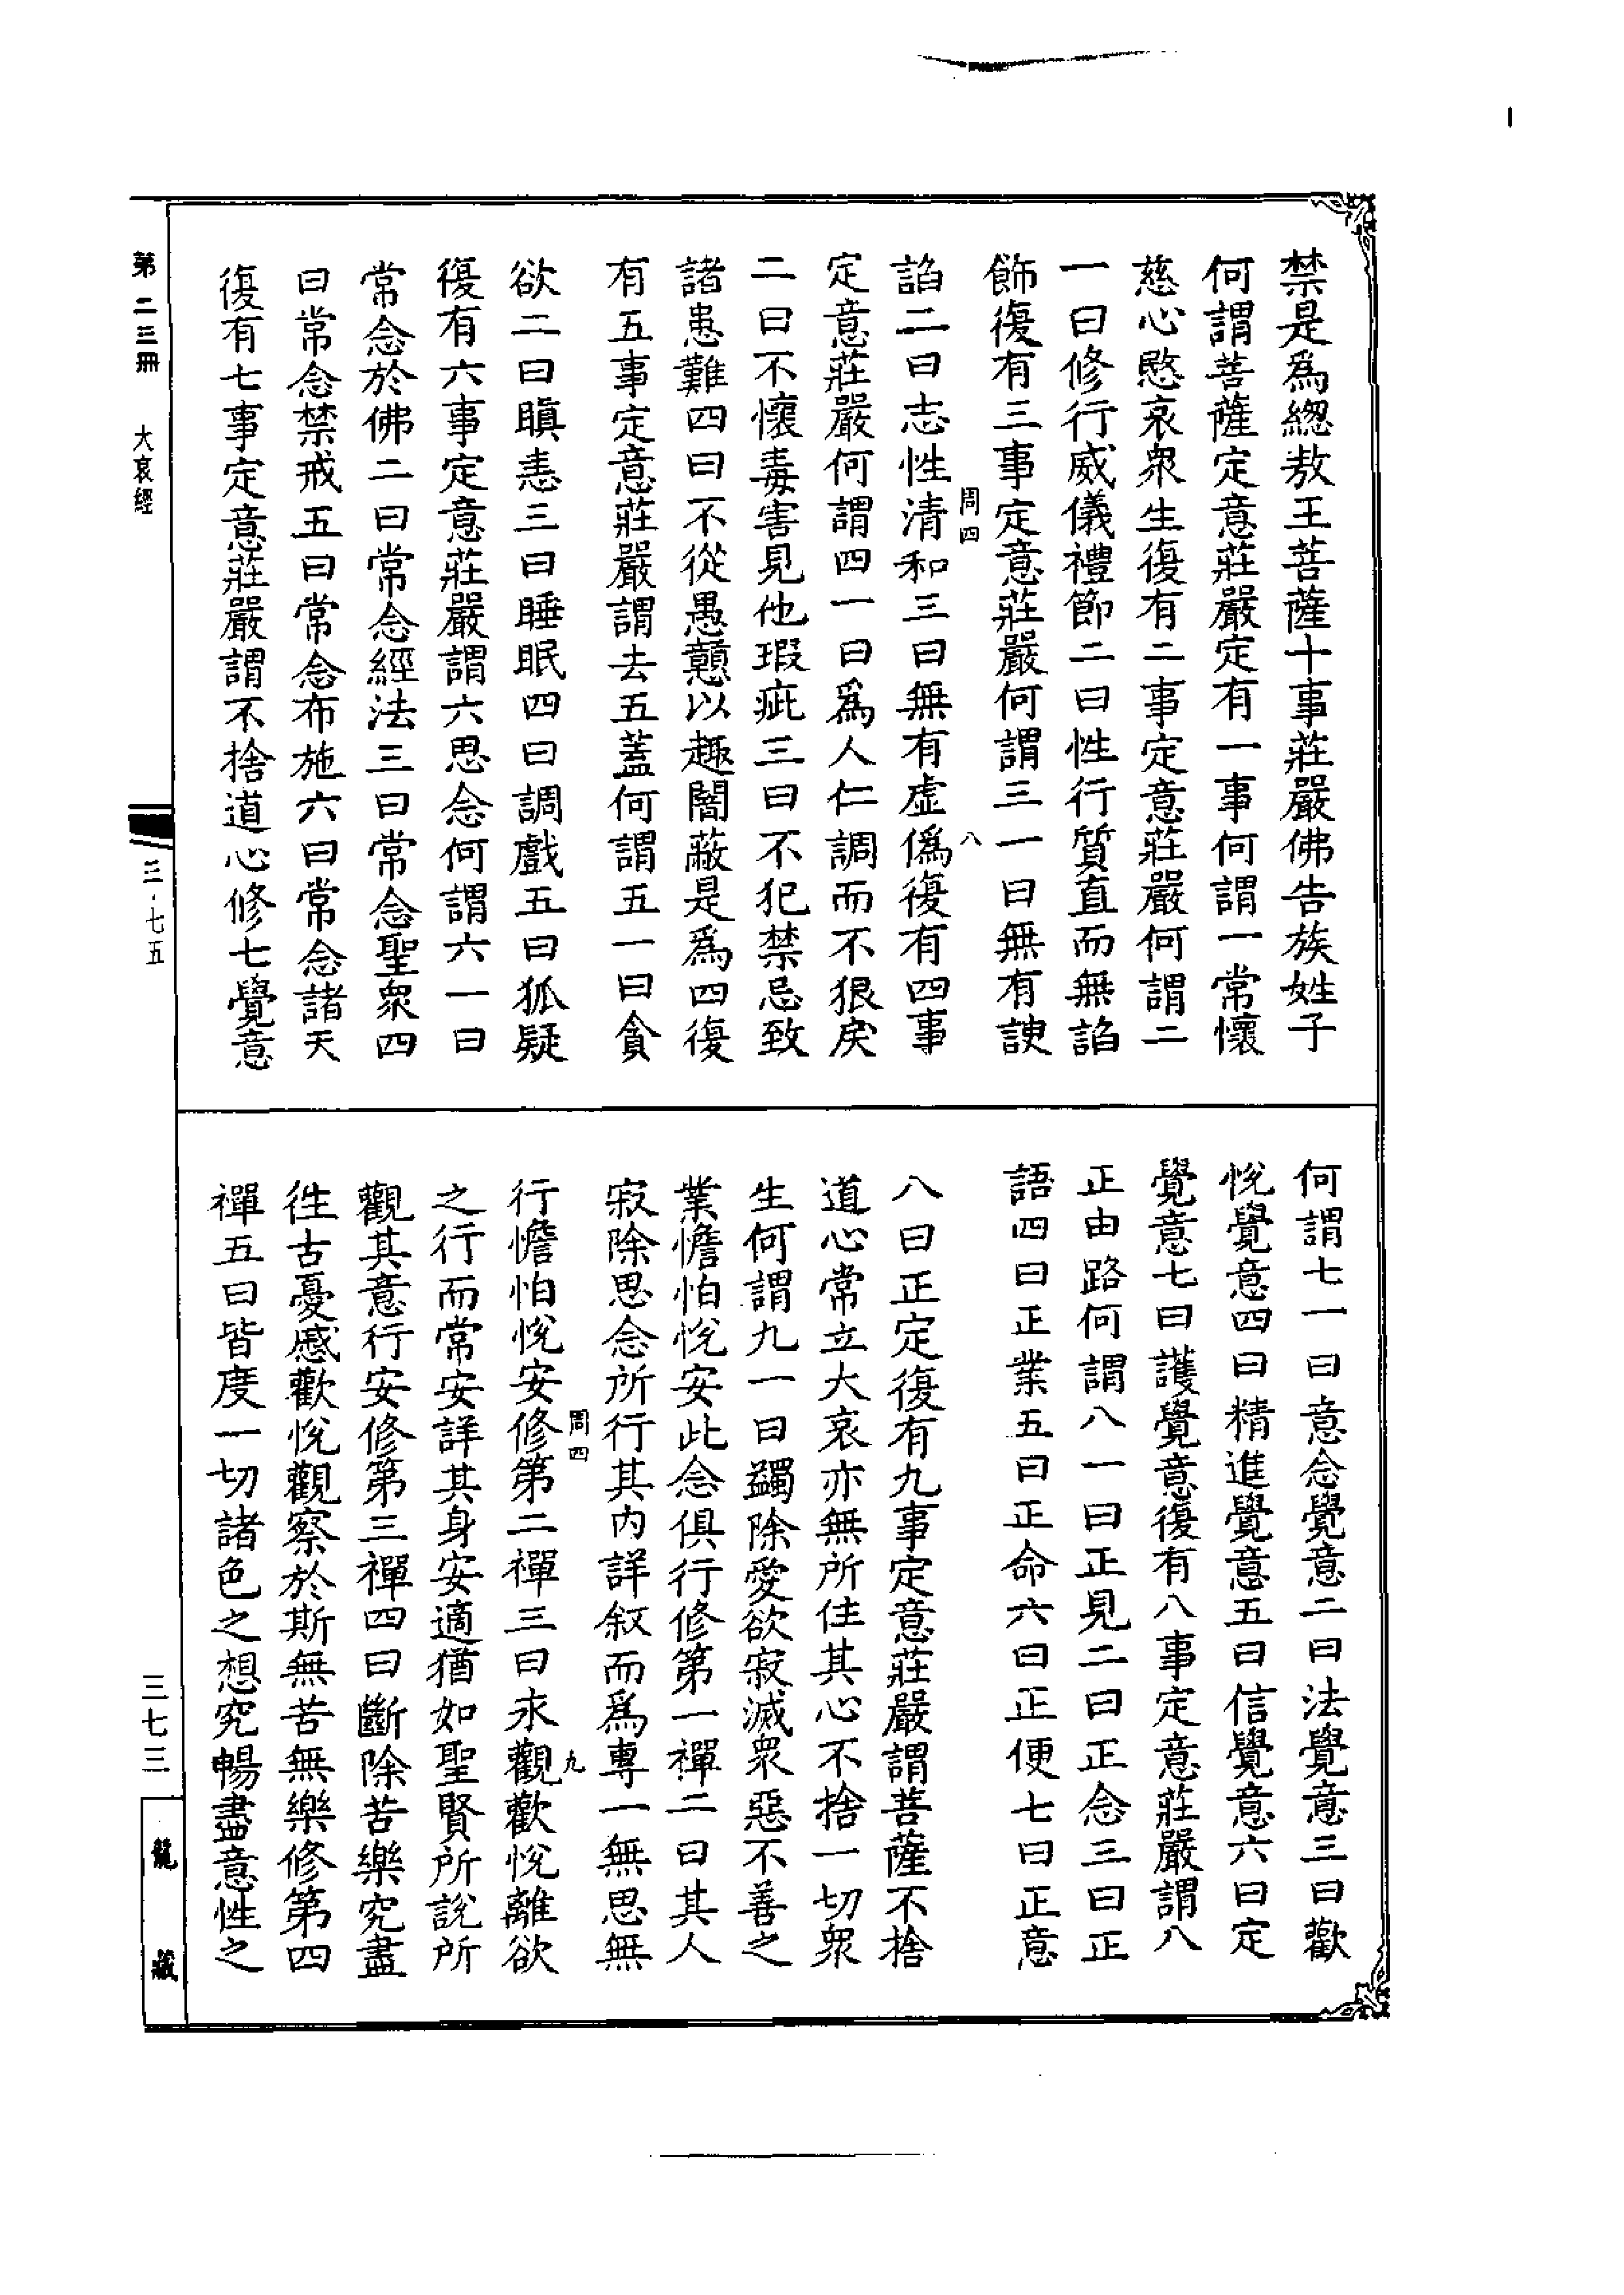 禁是爲總敖王菩薩十事莊嚴佛告族姓子
何謂菩薩定意莊嚴定有一事何謂一常懷
慈心愍哀衆生復有二事定意莊嚴何謂二
一曰修行威儀禮節二曰性行質直而無諂
飾復有三事定意莊嚴何謂三一曰無有諛
周四 八
諂二曰志性清和三曰無有虛僞復有四事
定意莊嚴何謂四一曰爲人仁調而不狠戾
二曰不懷毒害見他瑕疵三曰不犯禁忌致
諸患難四曰不從愚戇以趣闇蔽是爲四復
有五事定意莊嚴謂去五蓋何謂五一曰貪
欲二曰瞋恚三曰睡眠四曰調戲五曰狐疑
復有六事定意莊嚴謂六思念何謂六一曰
常念於佛二曰常念經法三曰常念聖衆四
曰常念禁戒五曰常念布施六曰常念諸天
復有七事定意莊嚴謂不捨道心修七覺意
何謂七一曰意念覺意二曰法覺意三曰歡
悅覺意四曰精進覺意五曰信覺意六曰定
覺意七曰護覺意復有八事定意莊嚴謂八
正由路何謂八一曰正見二曰正念三曰正
語四曰正業五曰正命六曰正便七曰正意
八曰正定復有九事定意莊嚴謂菩薩不捨
道心常立大哀亦無所住其心不捨一切衆
生何謂九一曰蠲除愛欲寂滅衆惡不善之
業憺怕悅安此念俱行修第一禪二曰其人
寂除思念所行其內詳叙而爲專一無思無
周四 九
行憺怕悅安修第二禪三曰求觀歡悅離欲
之行而常安詳其身安適猶如聖賢所說所
觀其意行安修第三禪四曰斷除苦樂究盡
徃古憂慼歡悅觀察於斯無苦無樂修第四
禪五曰皆度一切諸色之想究暢盡意性之
第二三冊 大哀經
三·七五
三七三
龍藏